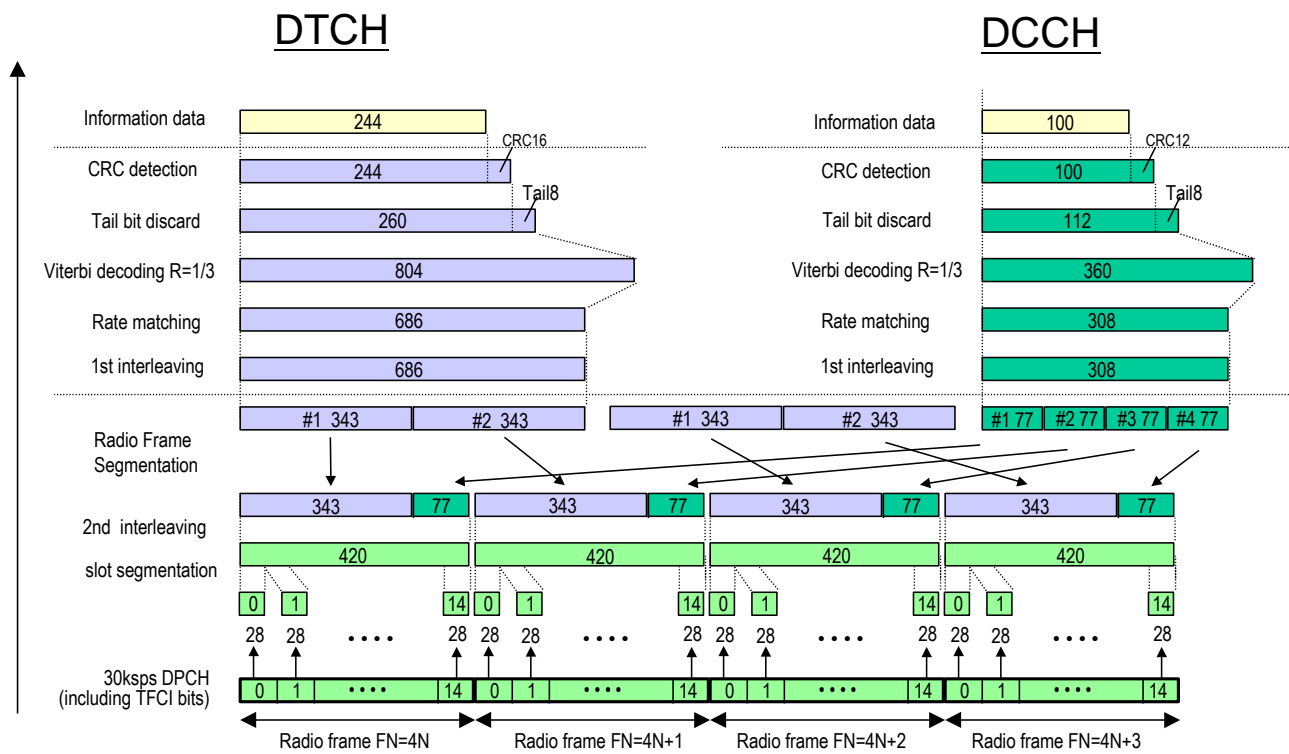 DTCH DCCH
Information data 244 Information data 100
CRC16 CRC12
CRC detection 244 CRC detection 100
Tail8 Tail8
Tail bit discard 260 Tail bit discard 112
Viterbi decoding R=1/3 804 Viterbi decoding R=1/3 360
Rate matching 686 Rate matching 308
1st interleaving 686 1st interleaving 308
#1 343 #2 343 #1 343 #2 343 #1 77 #2 77 #3 77 #4 77
Radio Frame
Segmentation
343 77 343 77 343 77 343 77
2nd interleaving
420 420 420 420
slot segmentation
0 1 14 0 1 14 0 1 14 0 1 14
28 28 •••• 28 28 28 •••• 28 28 28 •••• 28 28 28 •••• 28
30ksps DPCH
(including TFCI bits)
0 1 •••• 14 0 1 •••• 14 0 1 •••• 14 0 1 •••• 14
Radio frame FN=4N Radio frame FN=4N+1 Radio frame FN=4N+2 Radio frame FN=4N+3